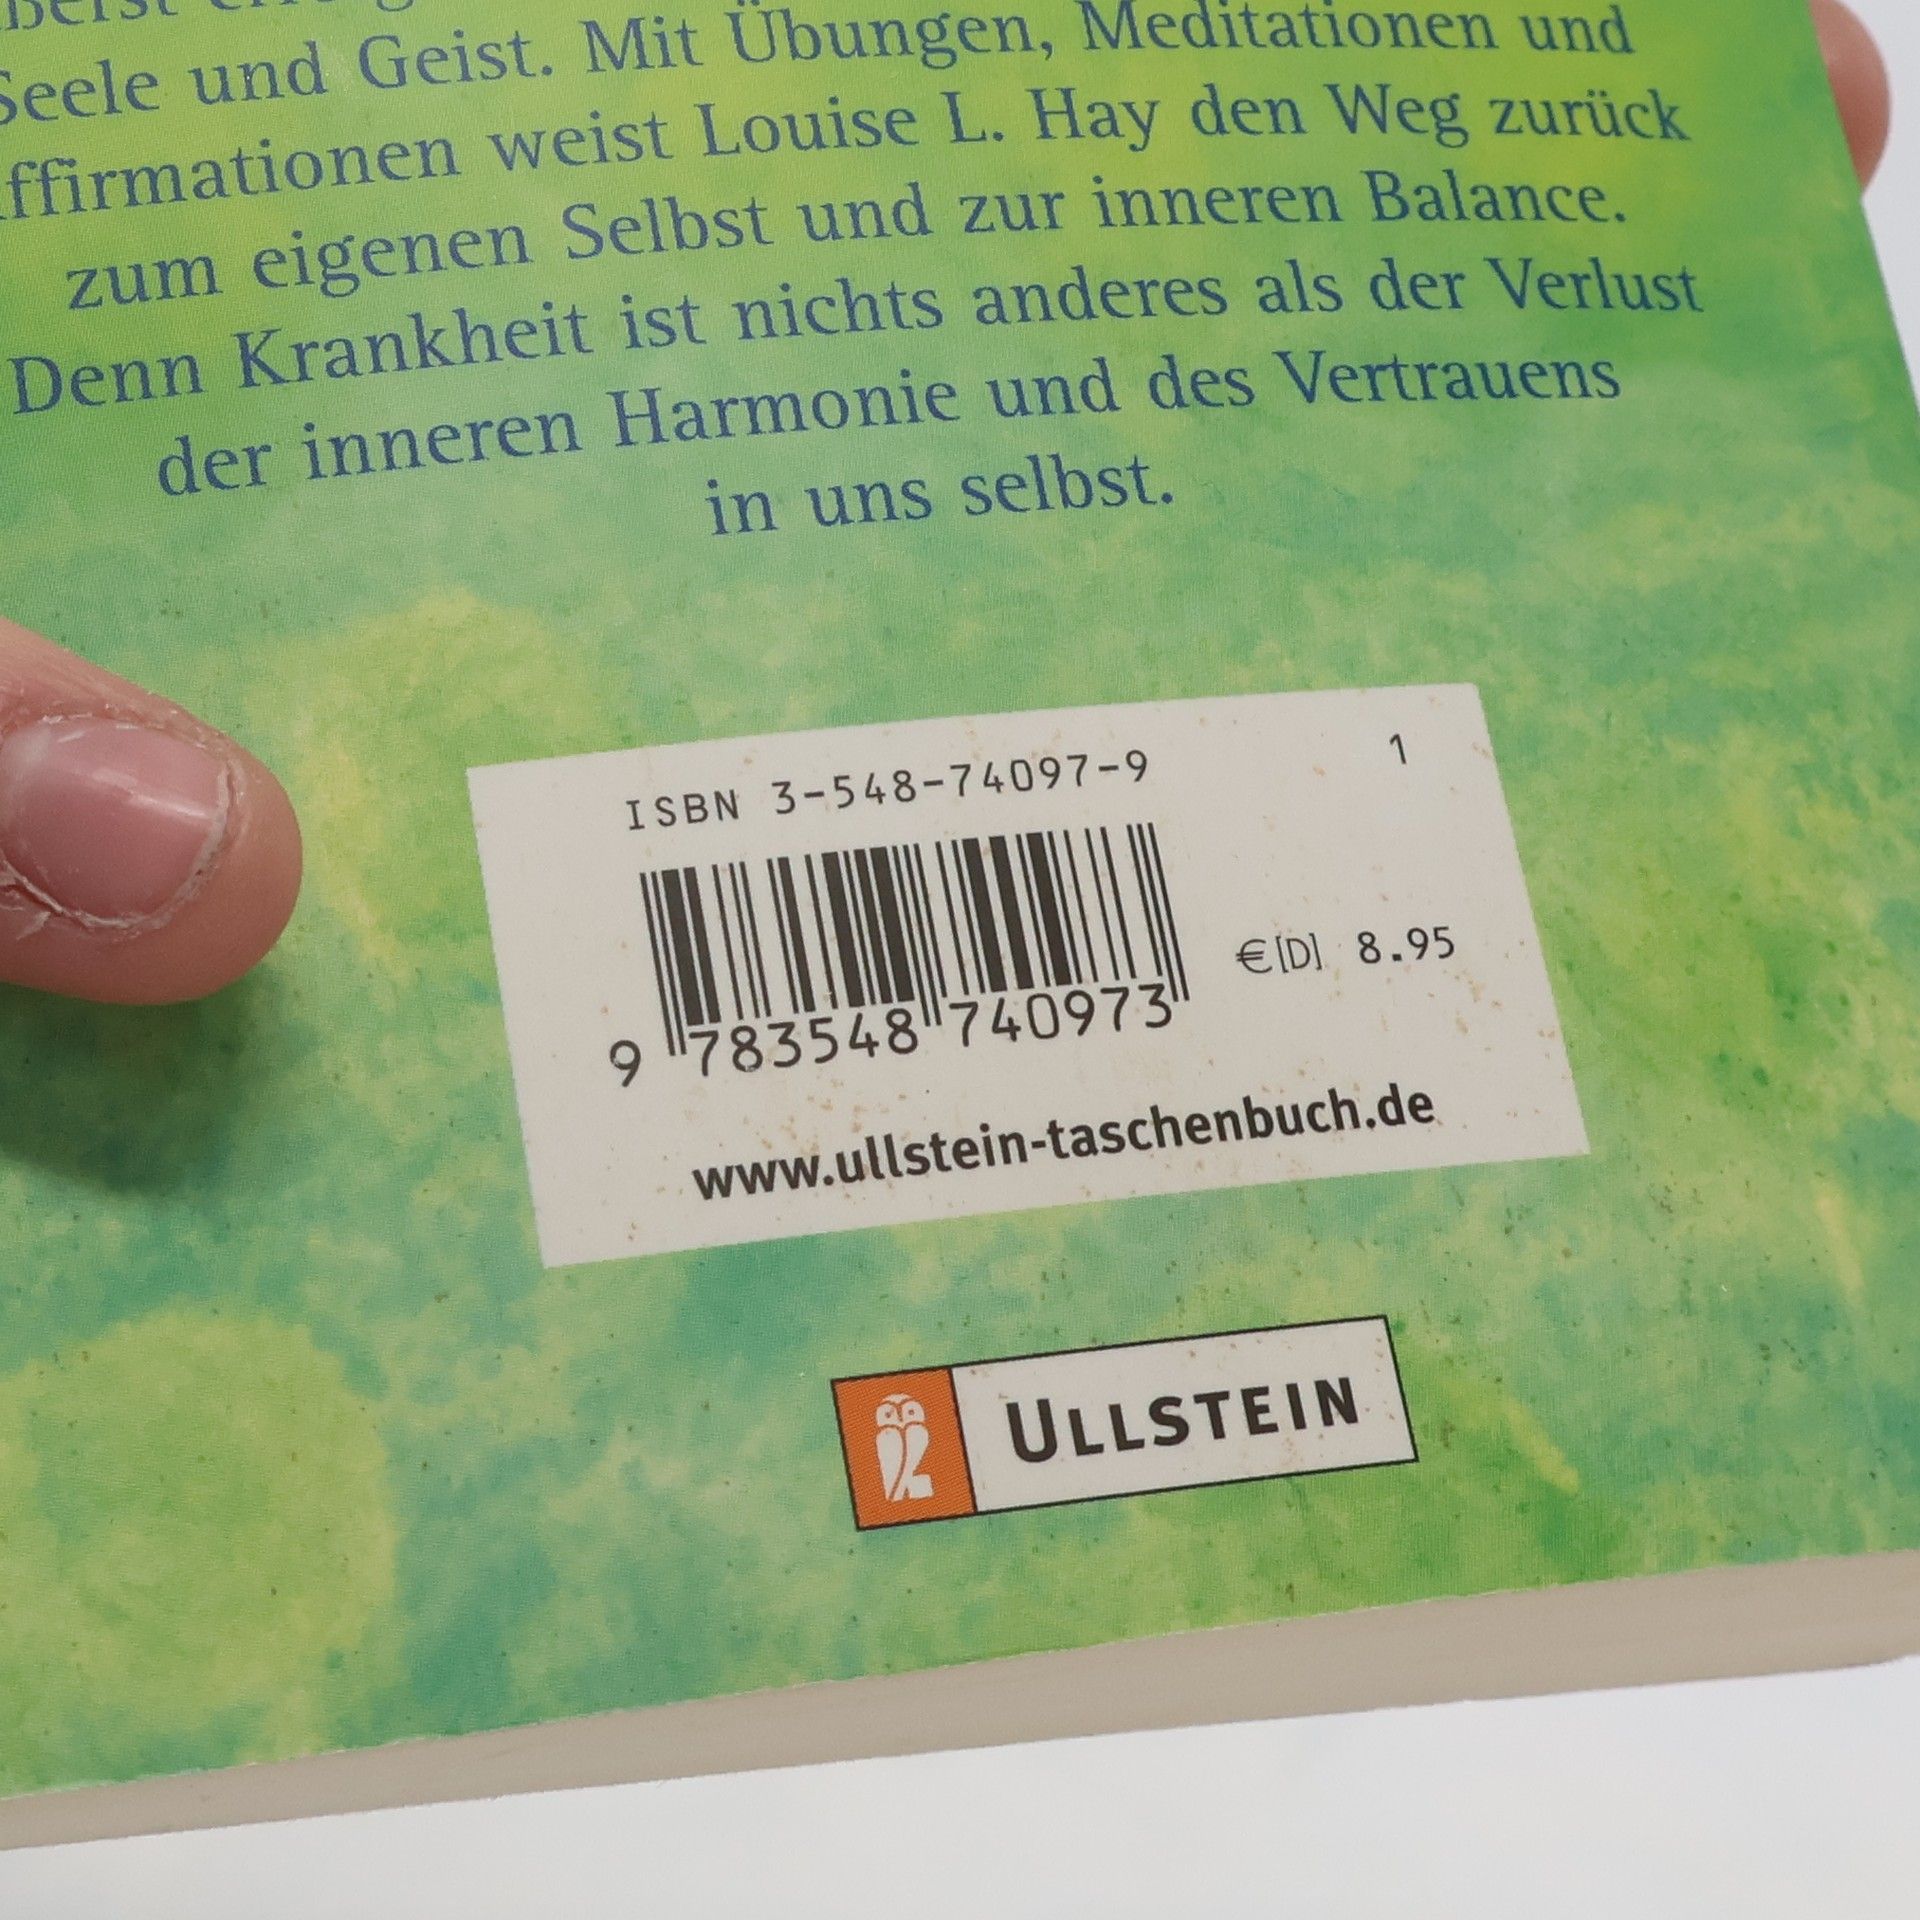 Seele und Geist. Mit Übungen, Meditationen und
ffirmationen weist Louise L. Hay den Weg zurück
zum eigenen Selbst und zur inneren Balance.
Denn Krankheit ist nichts anderes als der Verlust
der inneren Harmonie und des Vertrauens
in uns selbst.
ISBN 3-548-74097-9 1
9 783548 740973
€[D] 8.95
www.ullstein-taschenbuch.de
ULLSTEIN